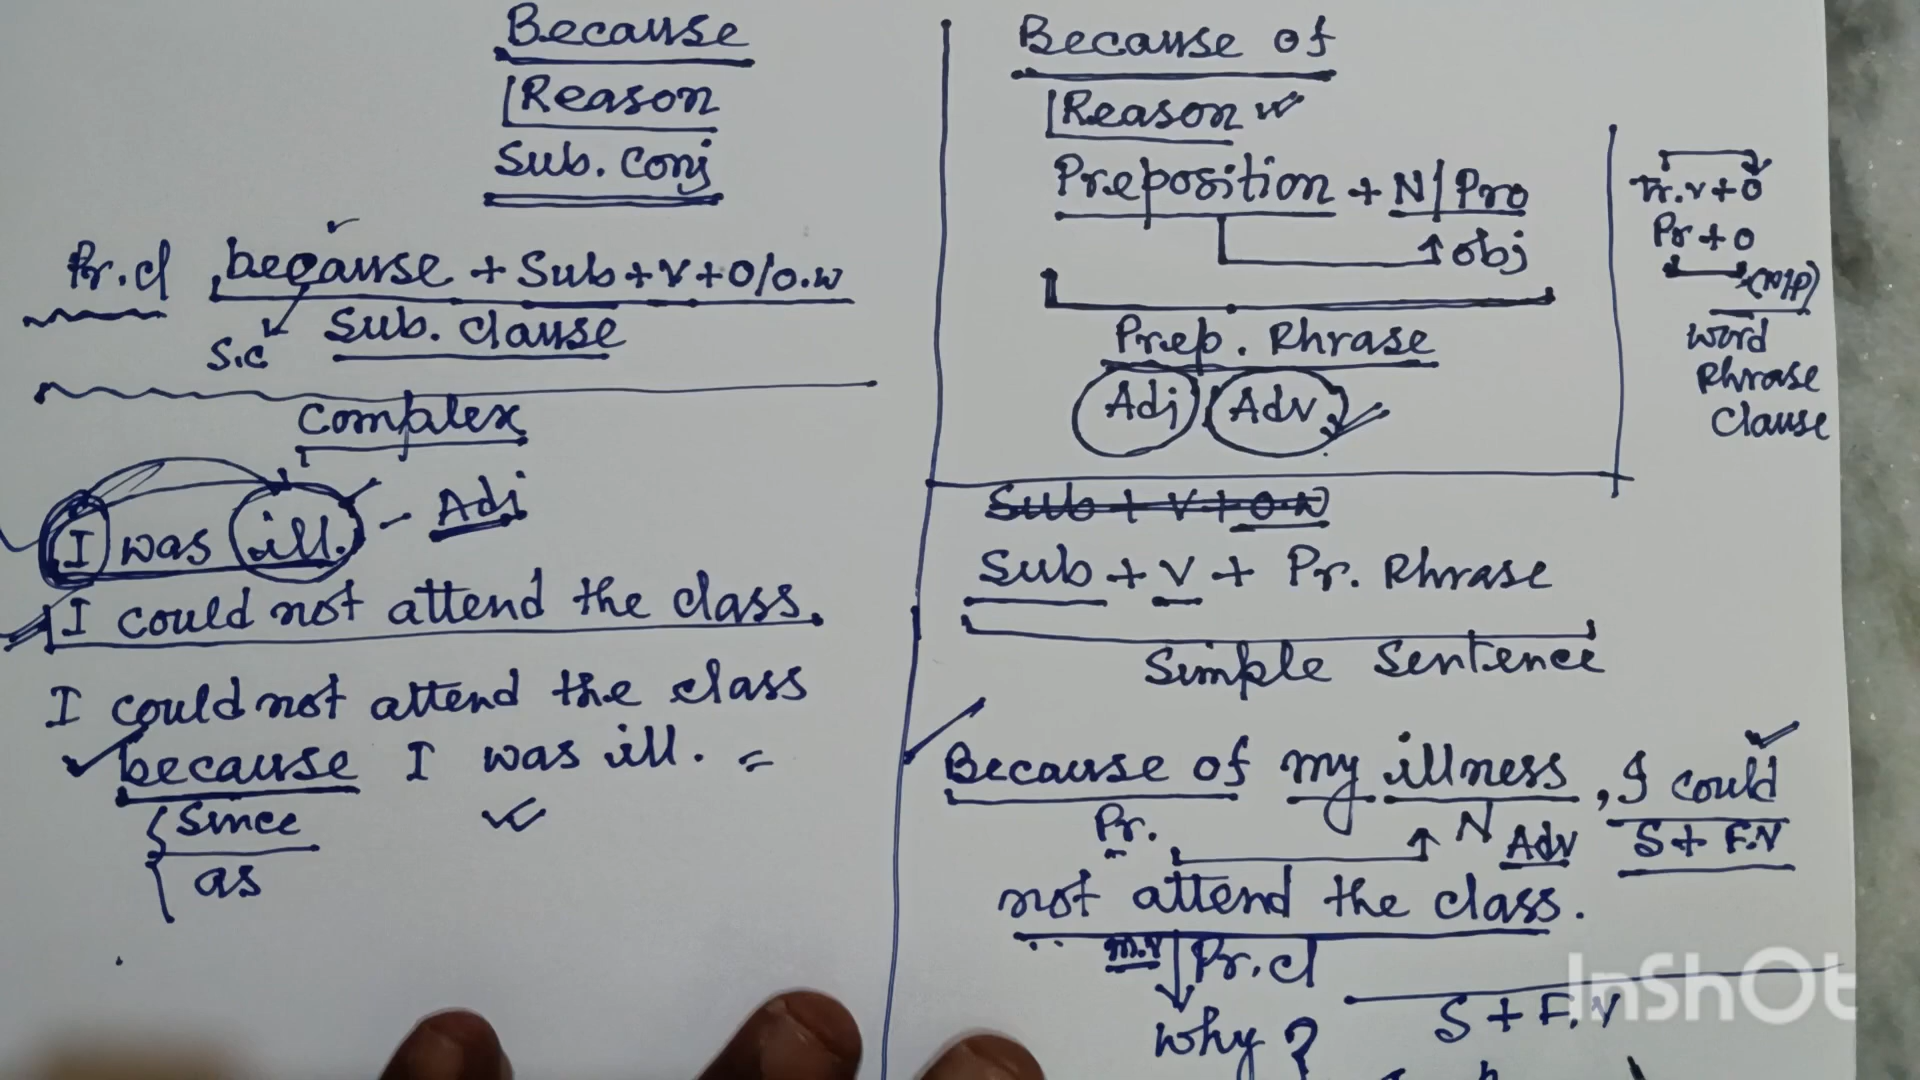 Because
Reason
Sub. Conj
Pr.cl because + Sub + V + O/O.W
S.C
Sub. Clause
Complex
I was ill. - Adj
I could not attend the class.
I could not attend the class
because I was ill. =
Since
as
Because of
Reason
Preposition + N/Pro
obj
Prep. Phrase
Adj Adv
Tr.V+O
Pr+O
word
Phrase
Clause
Sub + V + O.W
Sub + V + Pr. Phrase
Simple Sentence
Because of my illness, I could
Pr. N Adv S + F.V
not attend the class.
M.V Pr.cl
Why? S + F.V
InShOt